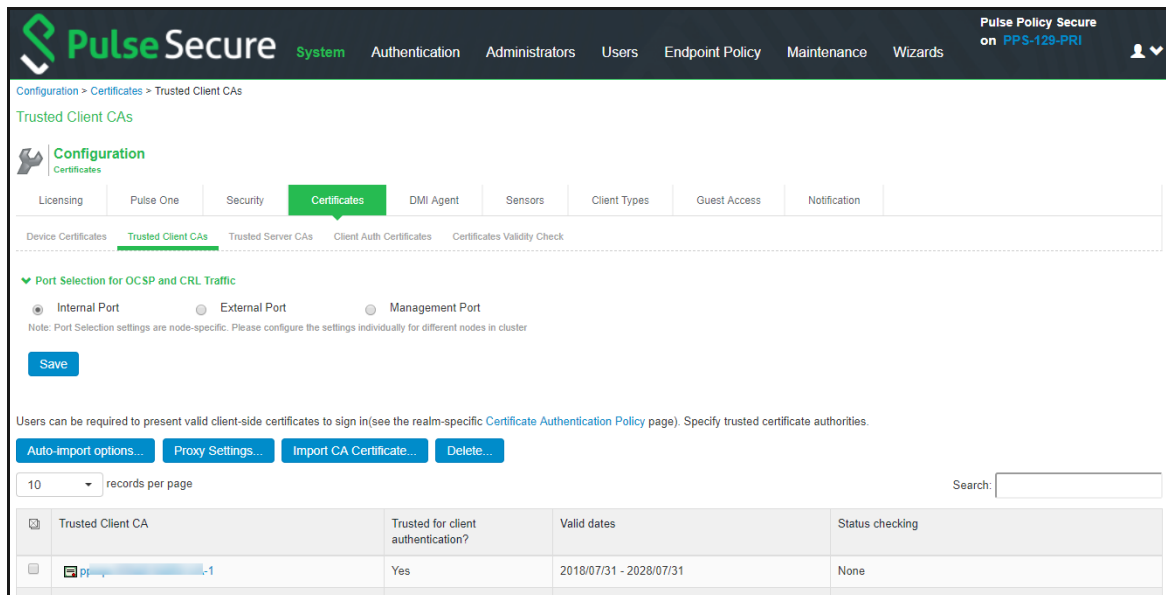 Pulse Secure
System Authentication Administrators Users Endpoint Policy Maintenance Wizards
Pulse Policy Secure
on PPS-129-PRI
Configuration > Certificates > Trusted Client CAs
Trusted Client CAs
Configuration
Certificates
Licensing Pulse One Security Certificates DMI Agent Sensors Client Types Guest Access Notification
Device Certificates Trusted Client CAs Trusted Server CAs Client Auth Certificates Certificates Validity Check
Port Selection for OCSP and CRL Traffic
Internal Port External Port Management Port
Note: Port Selection settings are node-specific. Please configure the settings individually for different nodes in cluster
Save
Users can be required to present valid client-side certificates to sign in(see the realm-specific Certificate Authentication Policy page). Specify trusted certificate authorities.
Auto-import options... Proxy Settings... Import CA Certificate... Delete...
10 records per page
Search:
Trusted Client CA
Trusted for client
authentication?
Valid dates
Status checking
Yes
2018/07/31 - 2028/07/31
None